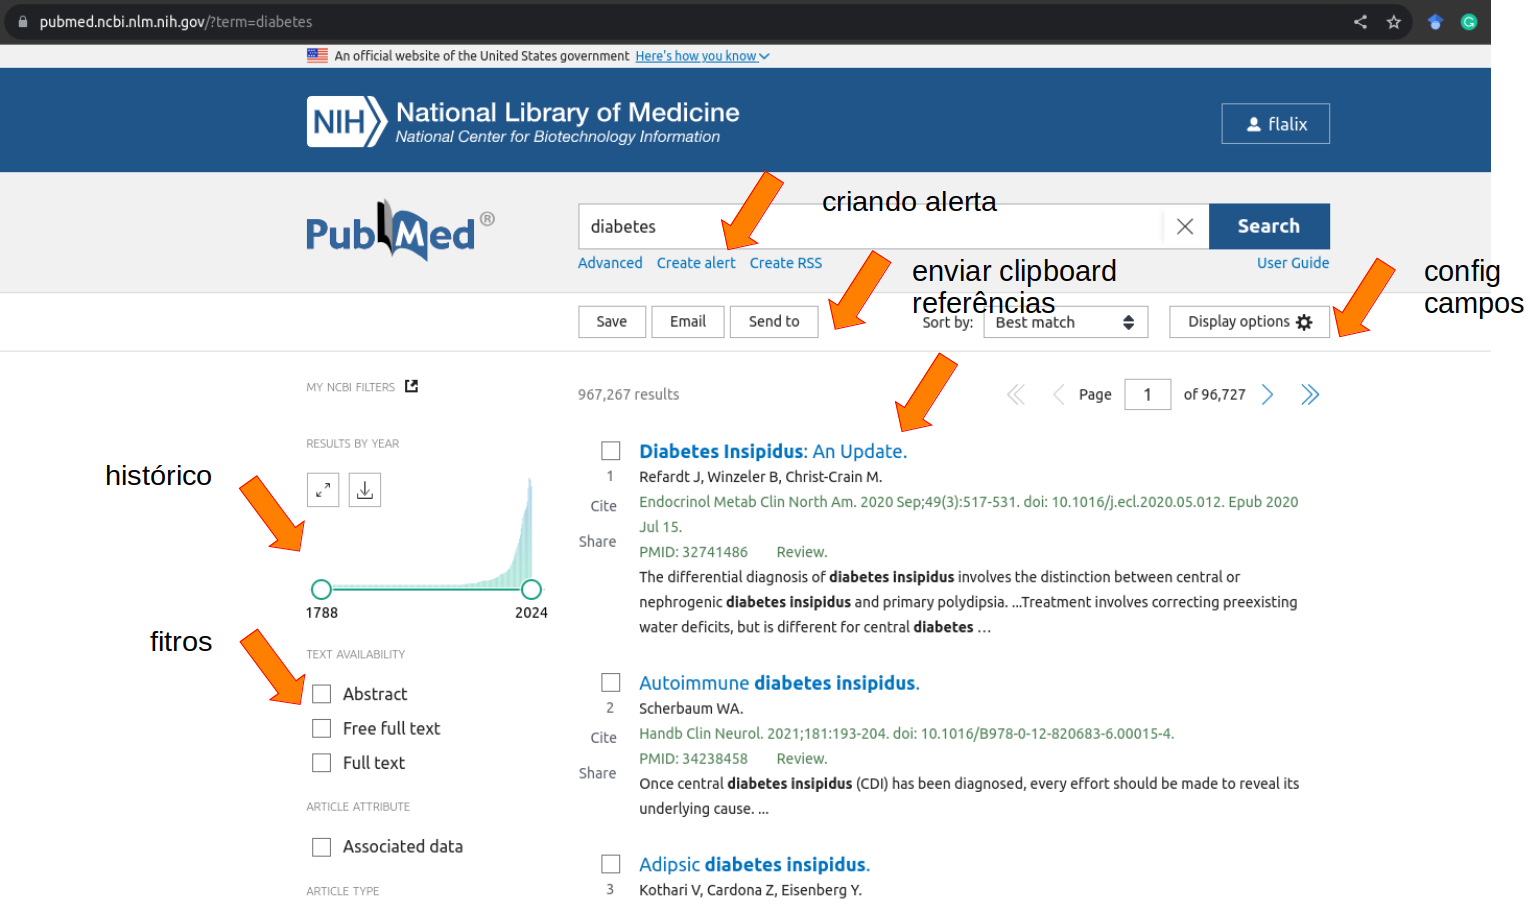 pubmed.ncbi.nlm.nih.gov/?term=diabetes
An official website of the United States government Here's how you know
NIH National Library of Medicine
National Center for Biotechnology Information
flalix
criando alerta
PubMed®
diabetes
Search
Advanced Create alert Create RSS
User Guide
enviar clipboard
referências
config
campos
Save Email Send to
Sort by: Best match
Display options
MY NCBI FILTERS
967,267 results
Page 1 of 96,727
RESULTS BY YEAR
histórico
1788 2024
fitros
TEXT AVAILABILITY
Abstract
Free full text
Full text
ARTICLE ATTRIBUTE
Associated data
ARTICLE TYPE
Diabetes Insipidus: An Update.
1 Refardt J, Winzeler B, Christ-Crain M.
Cite Endocrinol Metab Clin North Am. 2020 Sep;49(3):517-531. doi: 10.1016/j.ecl.2020.05.012. Epub 2020
Jul 15.
Share
PMID: 32741486 Review.
The differential diagnosis of diabetes insipidus involves the distinction between central or
nephrogenic diabetes insipidus and primary polydipsia. ...Treatment involves correcting preexisting
water deficits, but is different for central diabetes …
Autoimmune diabetes insipidus.
2 Scherbaum WA.
Cite Handb Clin Neurol. 2021;181:193-204. doi: 10.1016/B978-0-12-820683-6.00015-4.
PMID: 34238458 Review.
Share
Once central diabetes insipidus (CDI) has been diagnosed, every effort should be made to reveal its
underlying cause. ...
Adipsic diabetes insipidus.
3 Kothari V, Cardona Z, Eisenberg Y.